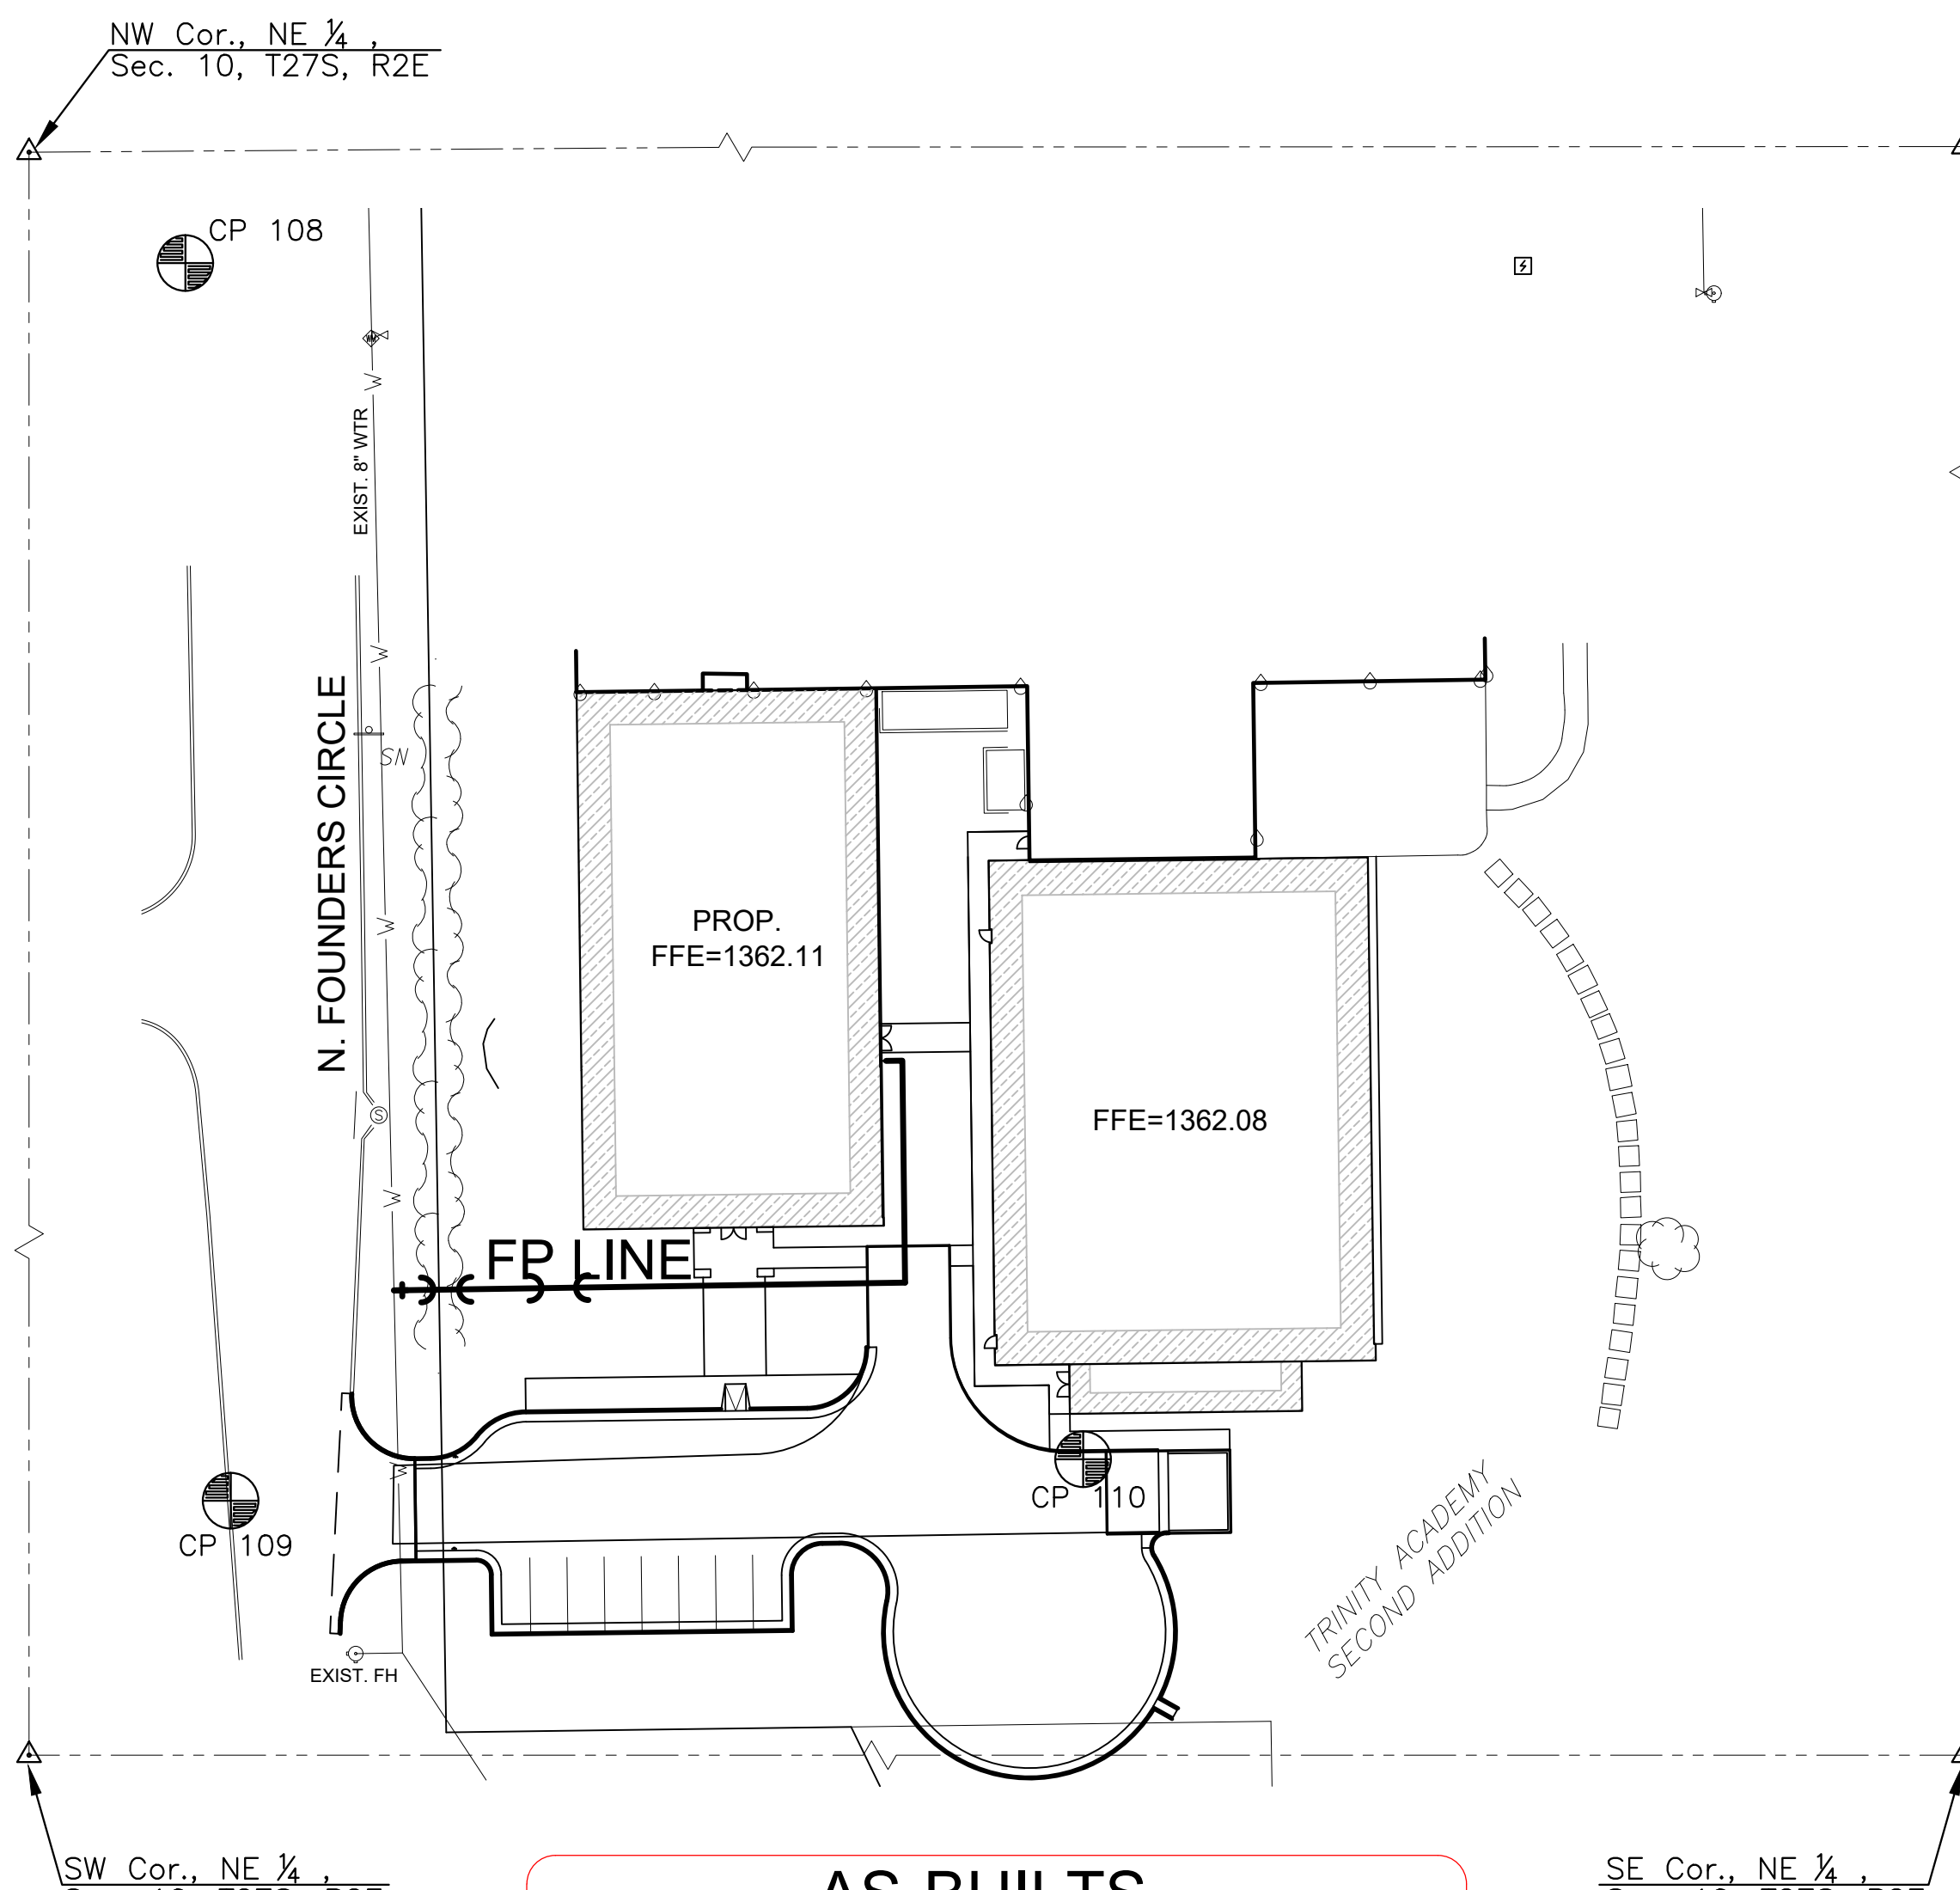 NW Cor., NE ¼ ,
Sec. 10, T27S, R2E
CP 108
W
EXIST. 8" WTR
W
N. FOUNDERS CIRCLE
SN
W
PROP.
FFE=1362.11
S
FFE=1362.08
W
FP LINE
W
CP 110
CP 109
TRINITY ACADEMY
SECOND ADDITION
EXIST. FH
SW Cor., NE ¼ ,
AS BUILTS
SE Cor., NE ¼ ,